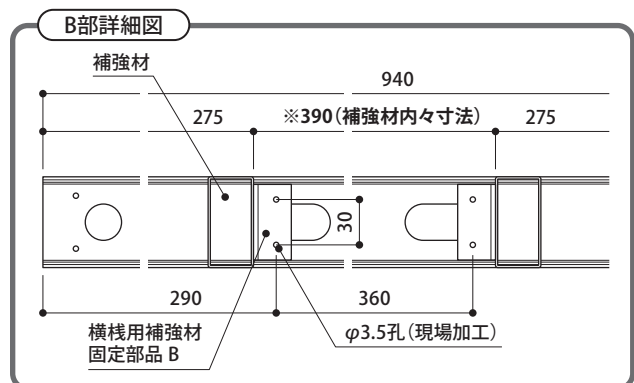 B部詳細図
補強材
940
275
※390（補強材内々寸法）
275
30
290
360
横桟用補強材
固定部品 B
φ3.5孔（現場加工）